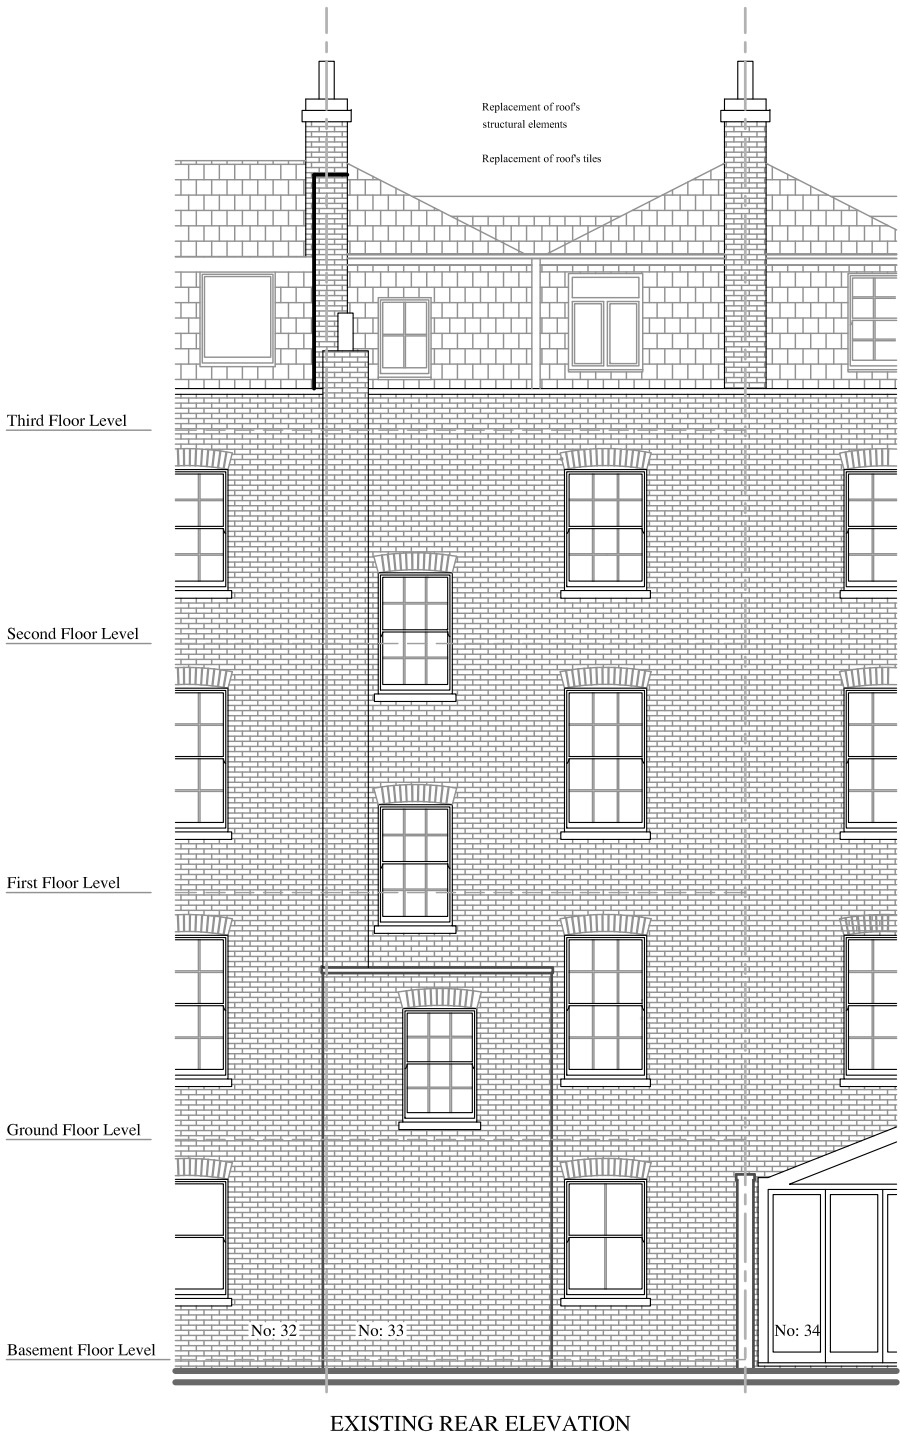 Replacement of roof's
structural elements
Replacement of roof's tiles
Third Floor Level
Second Floor Level
First Floor Level
Ground Floor Level
No: 32
No: 33
No: 34
Basement Floor Level
EXISTING REAR ELEVATION